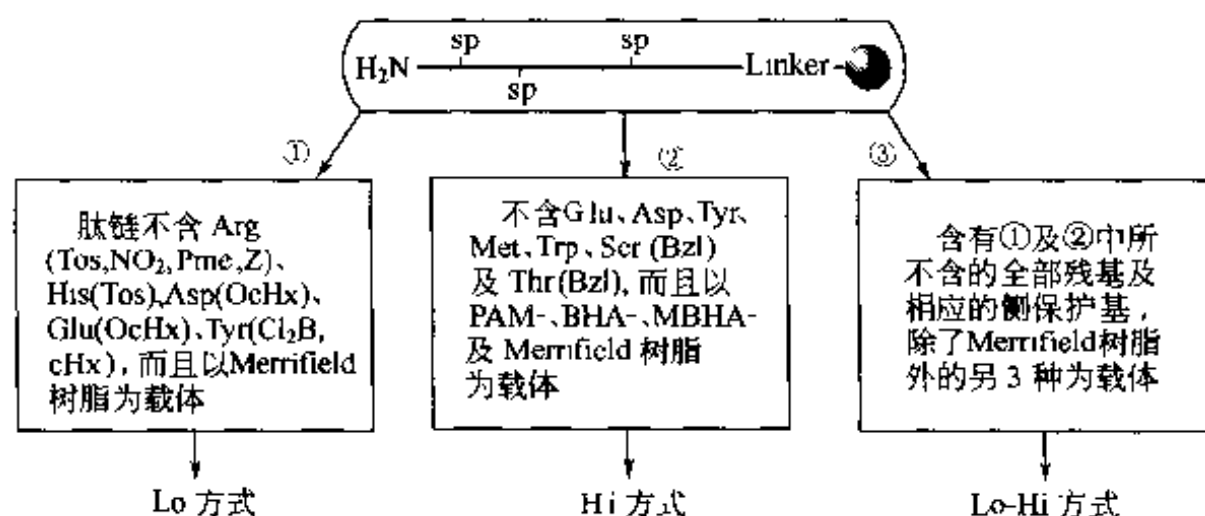 sp sp
H₂N Linker
sp
① ② ③
肽链不含 Arg
(Tos,NO₂,Pme,Z)、
His(Tos),Asp(OcHx)、
Glu(OcHx)、Tyr(Cl₂B,
cHx),而且以Merrifield
树脂为载体
不含Glu、Asp、Tyr、
Met、Trp、Scr (Bzl)
及 Thr(Bzl),而且以
PAM-、BHA-、MBHA-
及 Merrifield 树脂
为载体
含有①及②中所
不含的全部残基及
相应的侧保护基,
除了Merrifield树脂
外的另 3 种为载体
Lo 方式
Hi 方式
Lo-Hi 方式